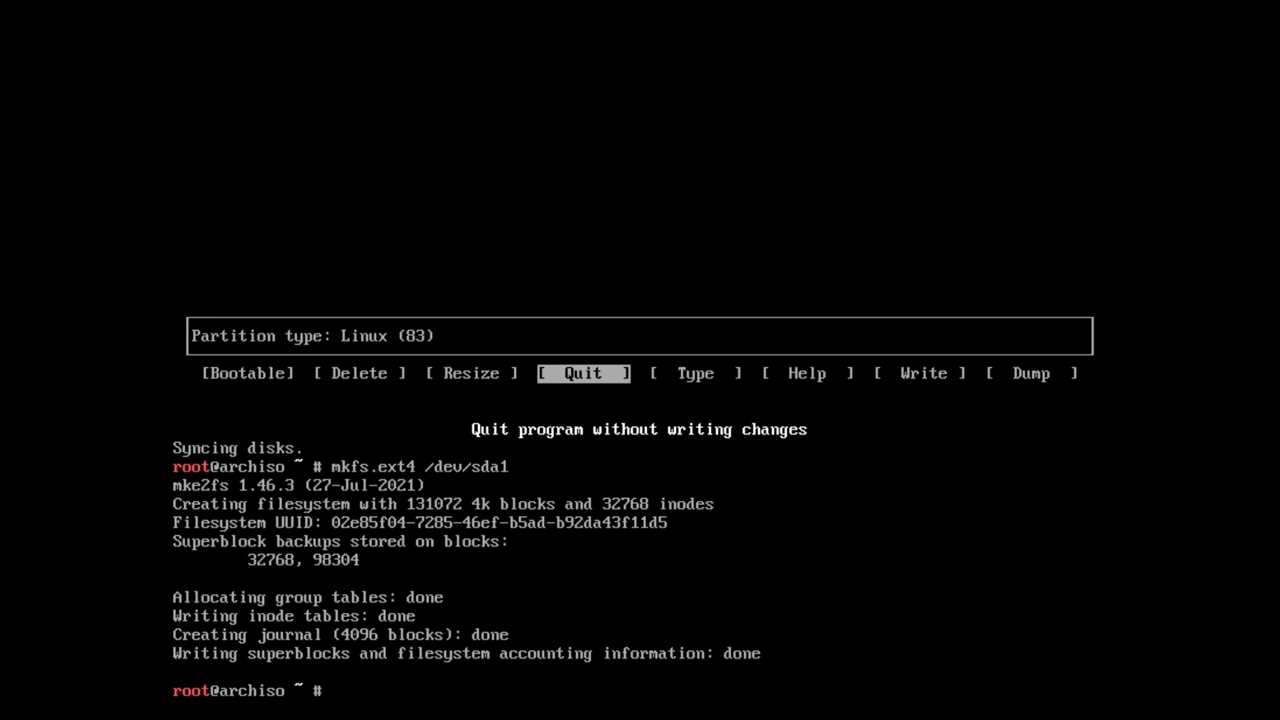 Partition type: Linux (83)
[Bootable] [ Delete ] [ Resize ] [ Quit ] [ Type ] [ Help ] [ Write ] [ Dump ]
Quit program without writing changes
Syncing disks.
root@archiso ~ # mkfs.ext4 /dev/sda1
mke2fs 1.46.3 (27-Jul-2021)
Creating filesystem with 131072 4k blocks and 32768 inodes
Filesystem UUID: 02e85f04-7285-46ef-b5ad-b92da43f11d5
Superblock backups stored on blocks:
32768, 98304
Allocating group tables: done
Writing inode tables: done
Creating journal (4096 blocks): done
Writing superblocks and filesystem accounting information: done
root@archiso ~ #